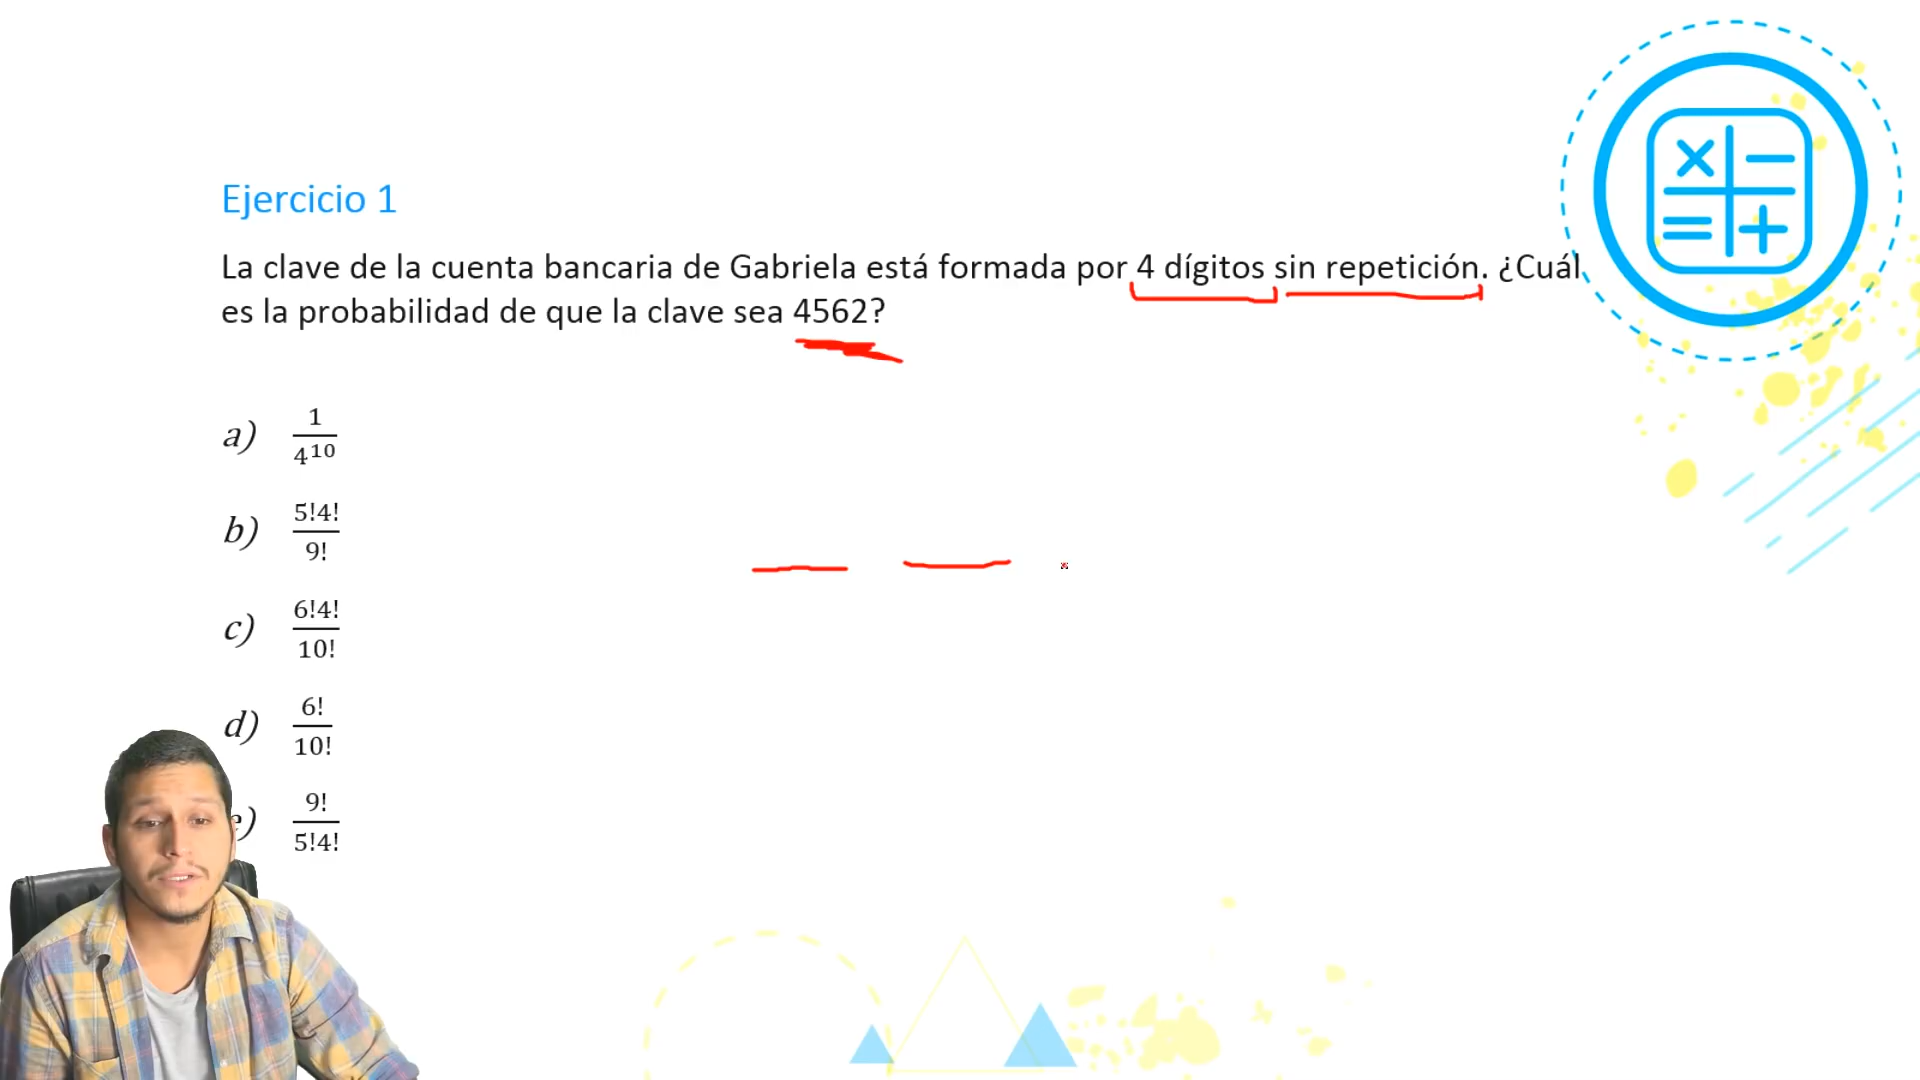 Ejercicio 1
La clave de la cuenta bancaria de Gabriela está formada por 4 dígitos sin repetición. ¿Cuál
es la probabilidad de que la clave sea 4562?
a) 1/4^10
b) 5!4!/9!
c) 6!4!/10!
d) 6!/10!
e) 9!/5!4!